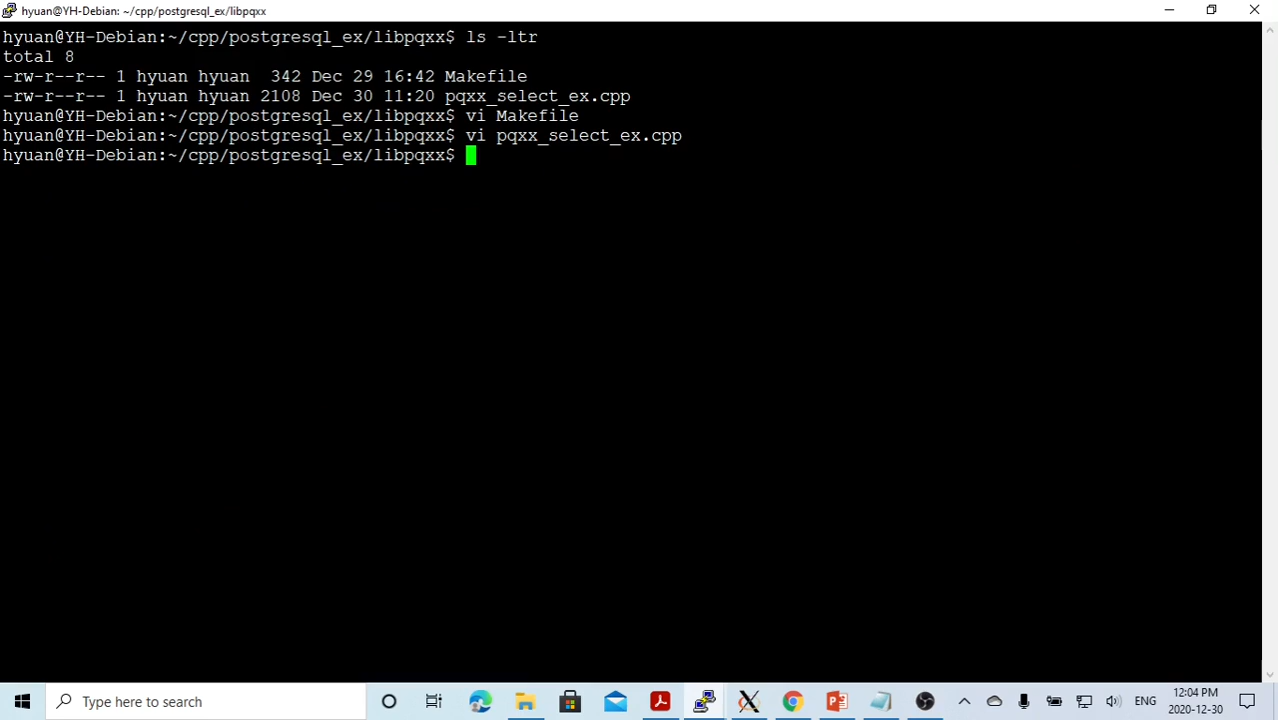 hyuan@YH-Debian: ~/cpp/postgresql_ex/libpqxx
hyuan@YH-Debian:~/cpp/postgresql_ex/libpqxx$ ls -ltr
total 8
-rw-r--r-- 1 hyuan hyuan  342 Dec 29 16:42 Makefile
-rw-r--r-- 1 hyuan hyuan 2108 Dec 30 11:20 pqxx_select_ex.cpp
hyuan@YH-Debian:~/cpp/postgresql_ex/libpqxx$ vi Makefile
hyuan@YH-Debian:~/cpp/postgresql_ex/libpqxx$ vi pqxx_select_ex.cpp
hyuan@YH-Debian:~/cpp/postgresql_ex/libpqxx$
Type here to search
ENG
12:04 PM
2020-12-30